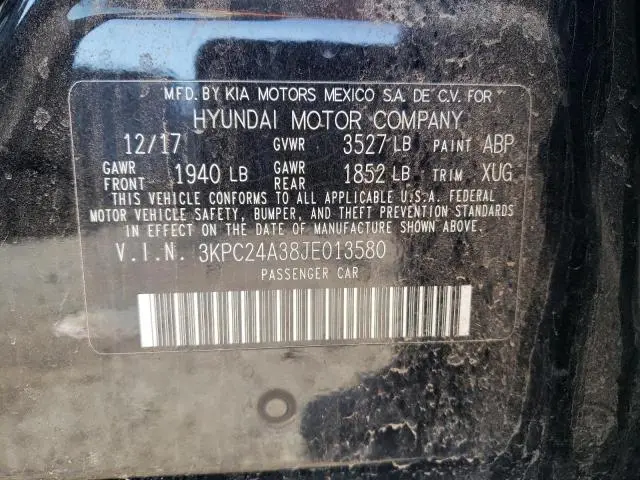 MFD. BY KIA MOTORS MEXICO S.A. DE C.V. FOR
HYUNDAI MOTOR COMPANY
12/17 GVWR 3527 LB PAINT ABP
GAWR FRONT 1940 LB GAWR REAR 1852 LB TRIM XUG
THIS VEHICLE CONFORMS TO ALL APPLICABLE U.S.A. FEDERAL
MOTOR VEHICLE SAFETY, BUMPER, AND THEFT PREVENTION STANDARDS
IN EFFECT ON THE DATE OF MANUFACTURE SHOWN ABOVE.
V.I.N. 3KPC24A38JE013580
PASSENGER CAR